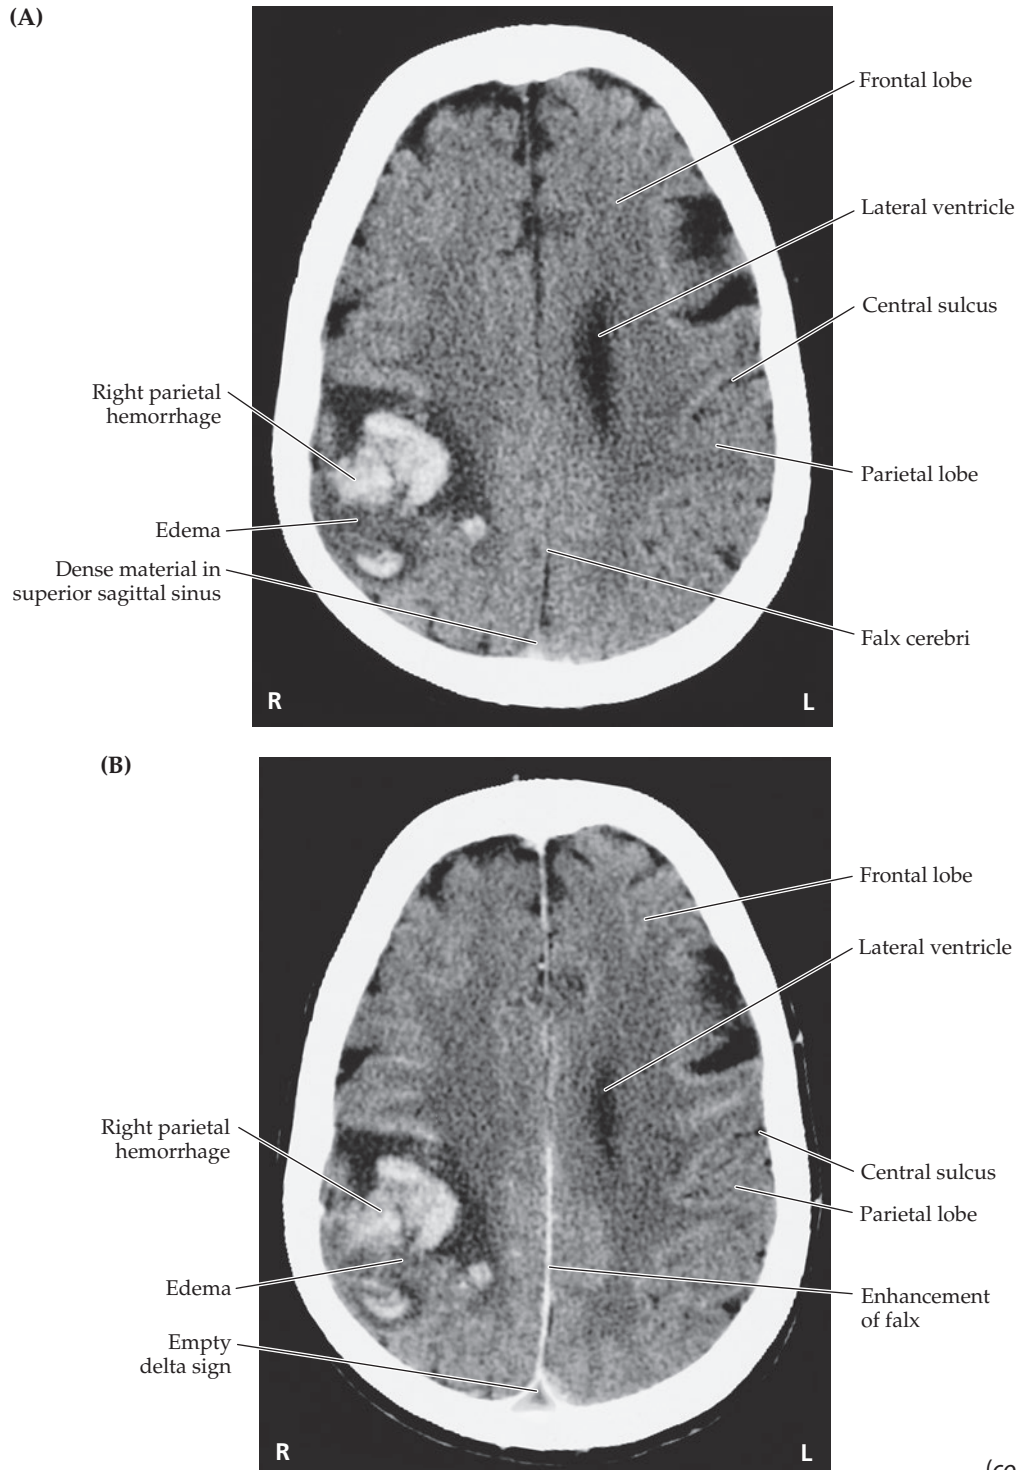 (A)
Frontal lobe
Lateral ventricle
Central sulcus
Right parietal
hemorrhage
Parietal lobe
Edema
Dense material in
superior sagittal sinus
Falx cerebri
R
L
(B)
Frontal lobe
Lateral ventricle
Right parietal
hemorrhage
Central sulcus
Parietal lobe
Edema
Enhancement
of falx
Empty
delta sign
R
L